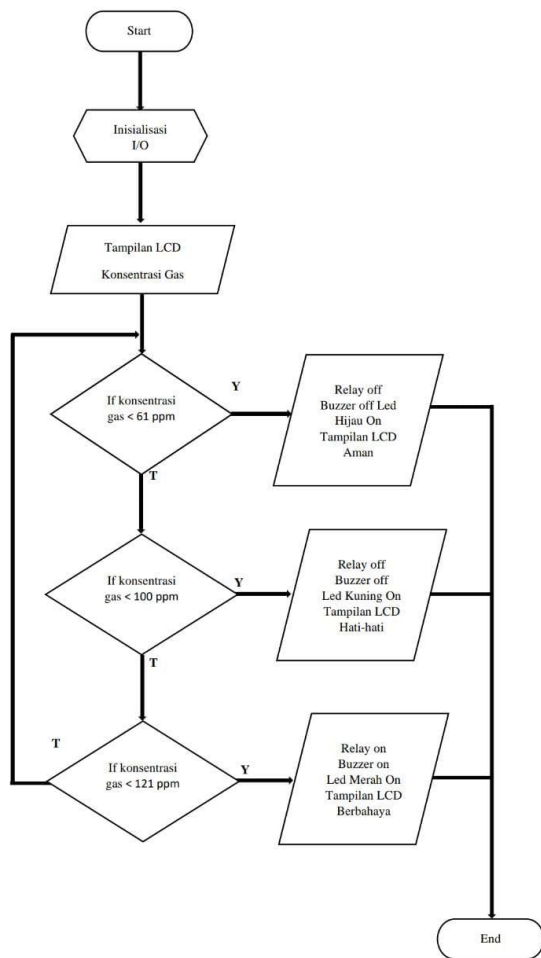 Start
Inisialisasi
I/O
Tampilan LCD
Konsentrasi Gas
If konsentrasi
gas < 61 ppm
Y
Relay off
Buzzer off Led
Hijau On
Tampilan LCD
Aman
T
If konsentrasi
gas < 100 ppm
Y
Relay off
Buzzer off
Led Kuning On
Tampilan LCD
Hati-hati
T
T
If konsentrasi
gas < 121 ppm
Y
Relay on
Buzzer on
Led Merah On
Tampilan LCD
Berbahaya
End